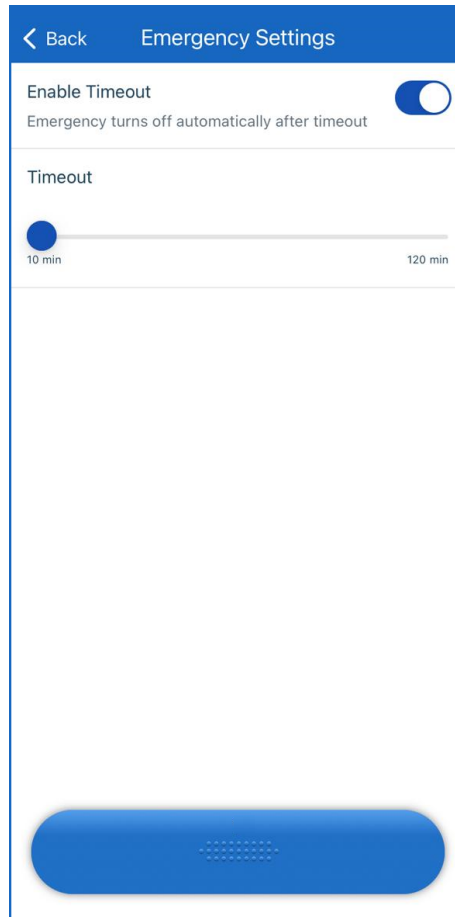 Back
Emergency Settings
Enable Timeout
Emergency turns off automatically after timeout
Timeout
10 min
120 min